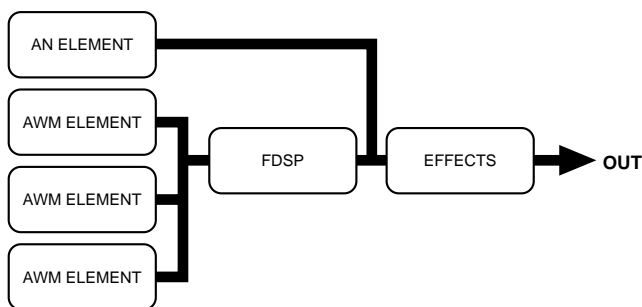 AN ELEMENT
AWM ELEMENT
FDSP
EFFECTS
OUT
AWM ELEMENT
AWM ELEMENT